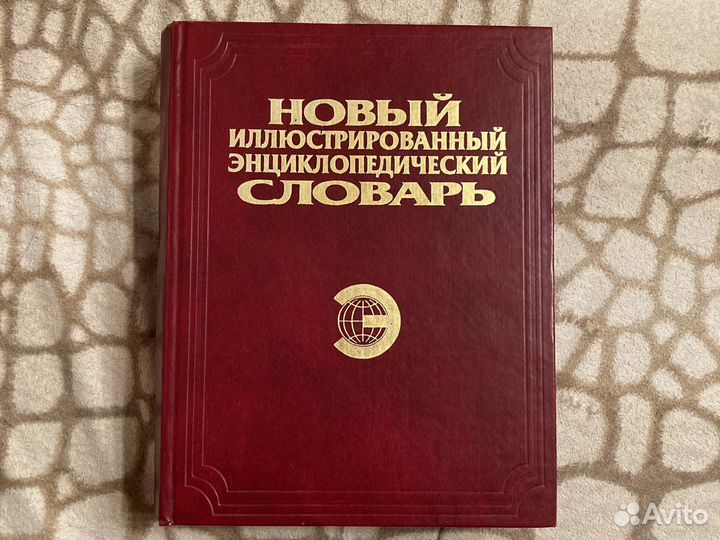 НОВЫЙ
ИЛЛЮСТРИРОВАННЫЙ
ЭНЦИКЛОПЕДИЧЕСКИЙ
СЛОВАРЬ
Э
Avito